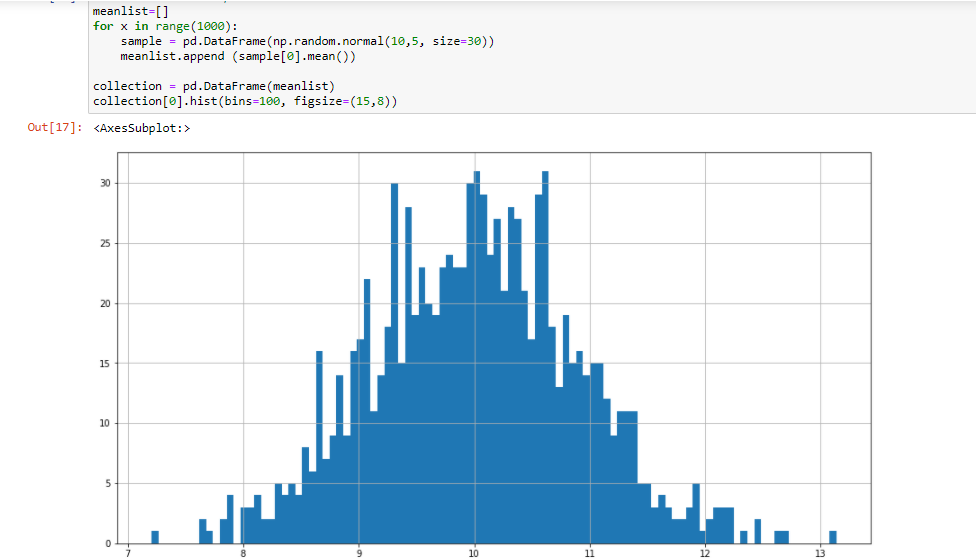 meanlist=[]
for x in range(1000):
    sample = pd.DataFrame(np.random.normal(10,5, size=30))
    meanlist.append (sample[0].mean())
collection = pd.DataFrame(meanlist)
collection[0].hist(bins=100, figsize=(15,8))
Out[17]: <AxesSubplot:>
30
25
20
15
10
5
0
7 8 9 10 11 12 13